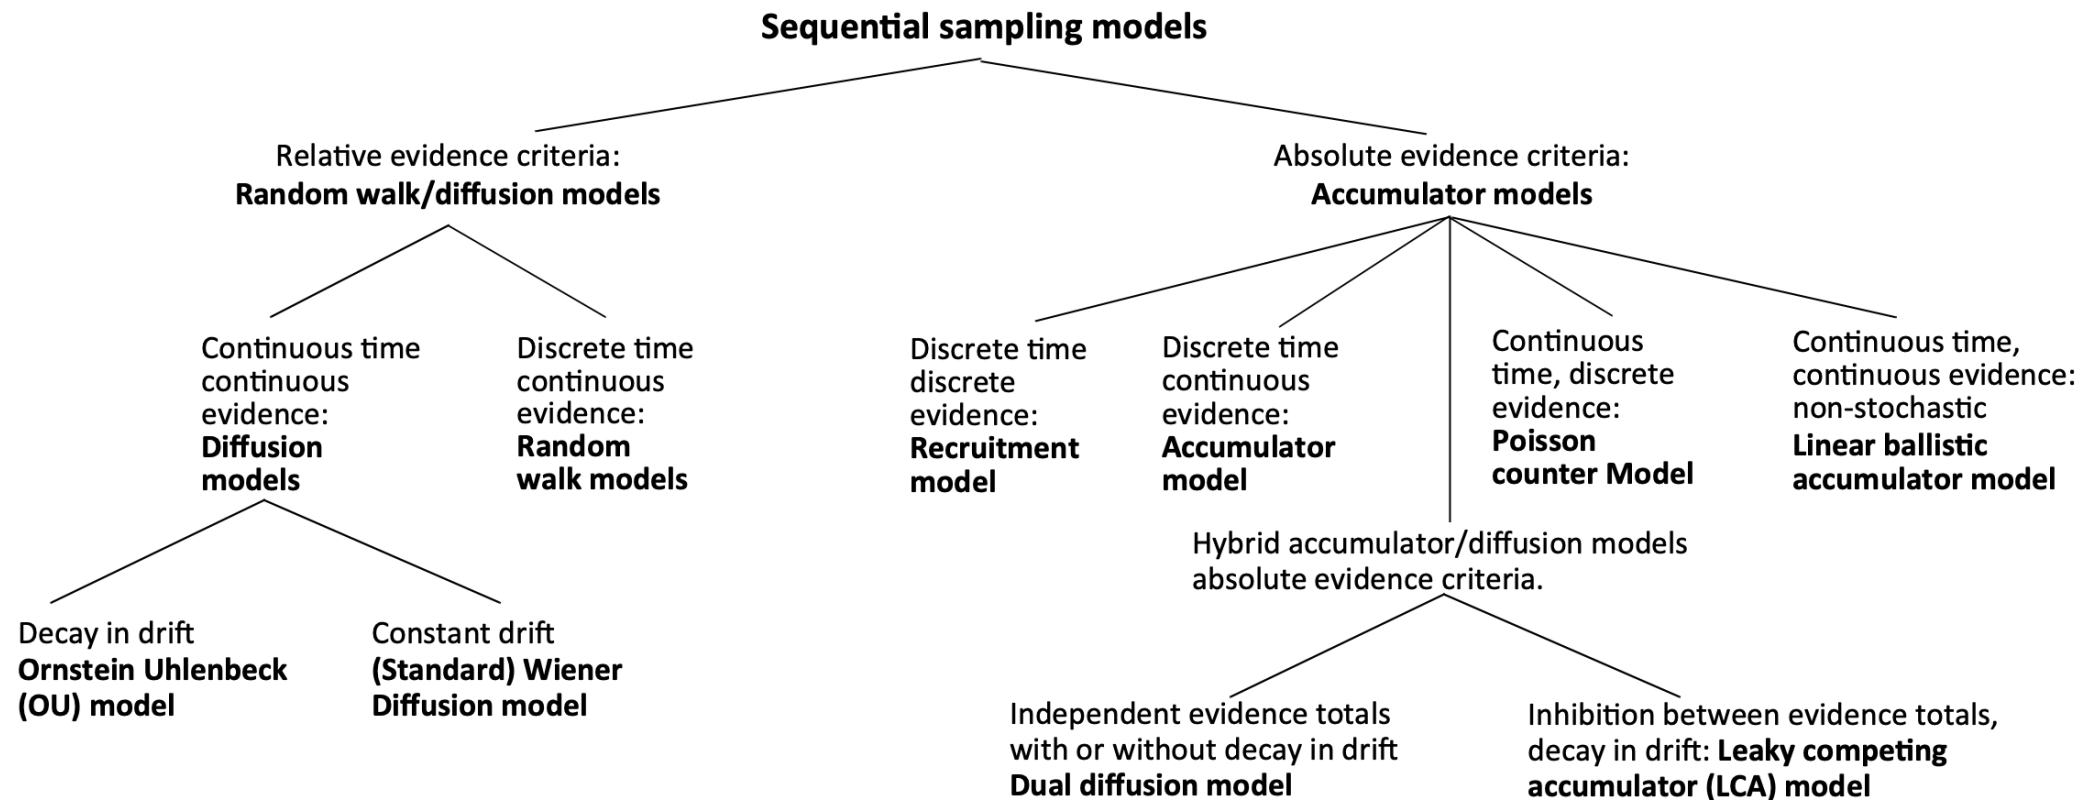 Sequential sampling models
Relative evidence criteria:
Random walk/diffusion models
Absolute evidence criteria:
Accumulator models
Continuous time
continuous
evidence:
Diffusion
models
Discrete time
continuous
evidence:
Random
walk models
Discrete time
discrete
evidence:
Recruitment
model
Discrete time
continuous
evidence:
Accumulator
model
Continuous
time, discrete
evidence:
Poisson
counter Model
Continuous time,
continuous evidence:
non-stochastic
Linear ballistic
accumulator model
Hybrid accumulator/diffusion models
absolute evidence criteria.
Decay in drift
Ornstein Uhlenbeck
(OU) model
Constant drift
(Standard) Wiener
Diffusion model
Independent evidence totals
with or without decay in drift
Dual diffusion model
Inhibition between evidence totals,
decay in drift: Leaky competing
accumulator (LCA) model